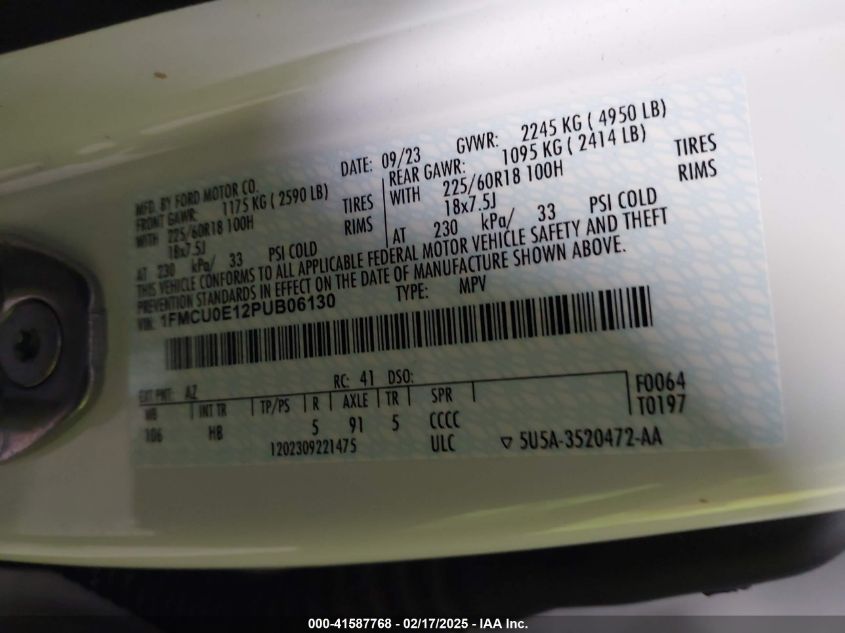 MFD. BY FORD MOTOR CO.
DATE: 09/23 GVWR: 2245 KG ( 4950 LB)
FRONT GAWR: 1175 KG ( 2590 LB)
WITH 225/60R18 100H TIRES
18x7.5J RIMS
AT 230 kPa/ 33 PSI COLD
REAR GAWR: 1095 KG ( 2414 LB)
WITH 225/60R18 100H TIRES
18x7.5J RIMS
AT 230 kPa/ 33 PSI COLD
THIS VEHICLE CONFORMS TO ALL APPLICABLE FEDERAL MOTOR VEHICLE SAFETY AND THEFT
PREVENTION STANDARDS IN EFFECT ON THE DATE OF MANUFACTURE SHOWN ABOVE.
VIN: 1FMCU0E12PUB06130 TYPE: MPV
EXT PNT: AZ RC: 41 DSO:
WB INT TR TP/PS R AXLE TR SPR F0064
106 HB 5 91 5 CCCC T0197
1202309221475 ULC ▽ 5U5A-3520472-AA
000-41587768 - 02/17/2025 - IAA Inc.